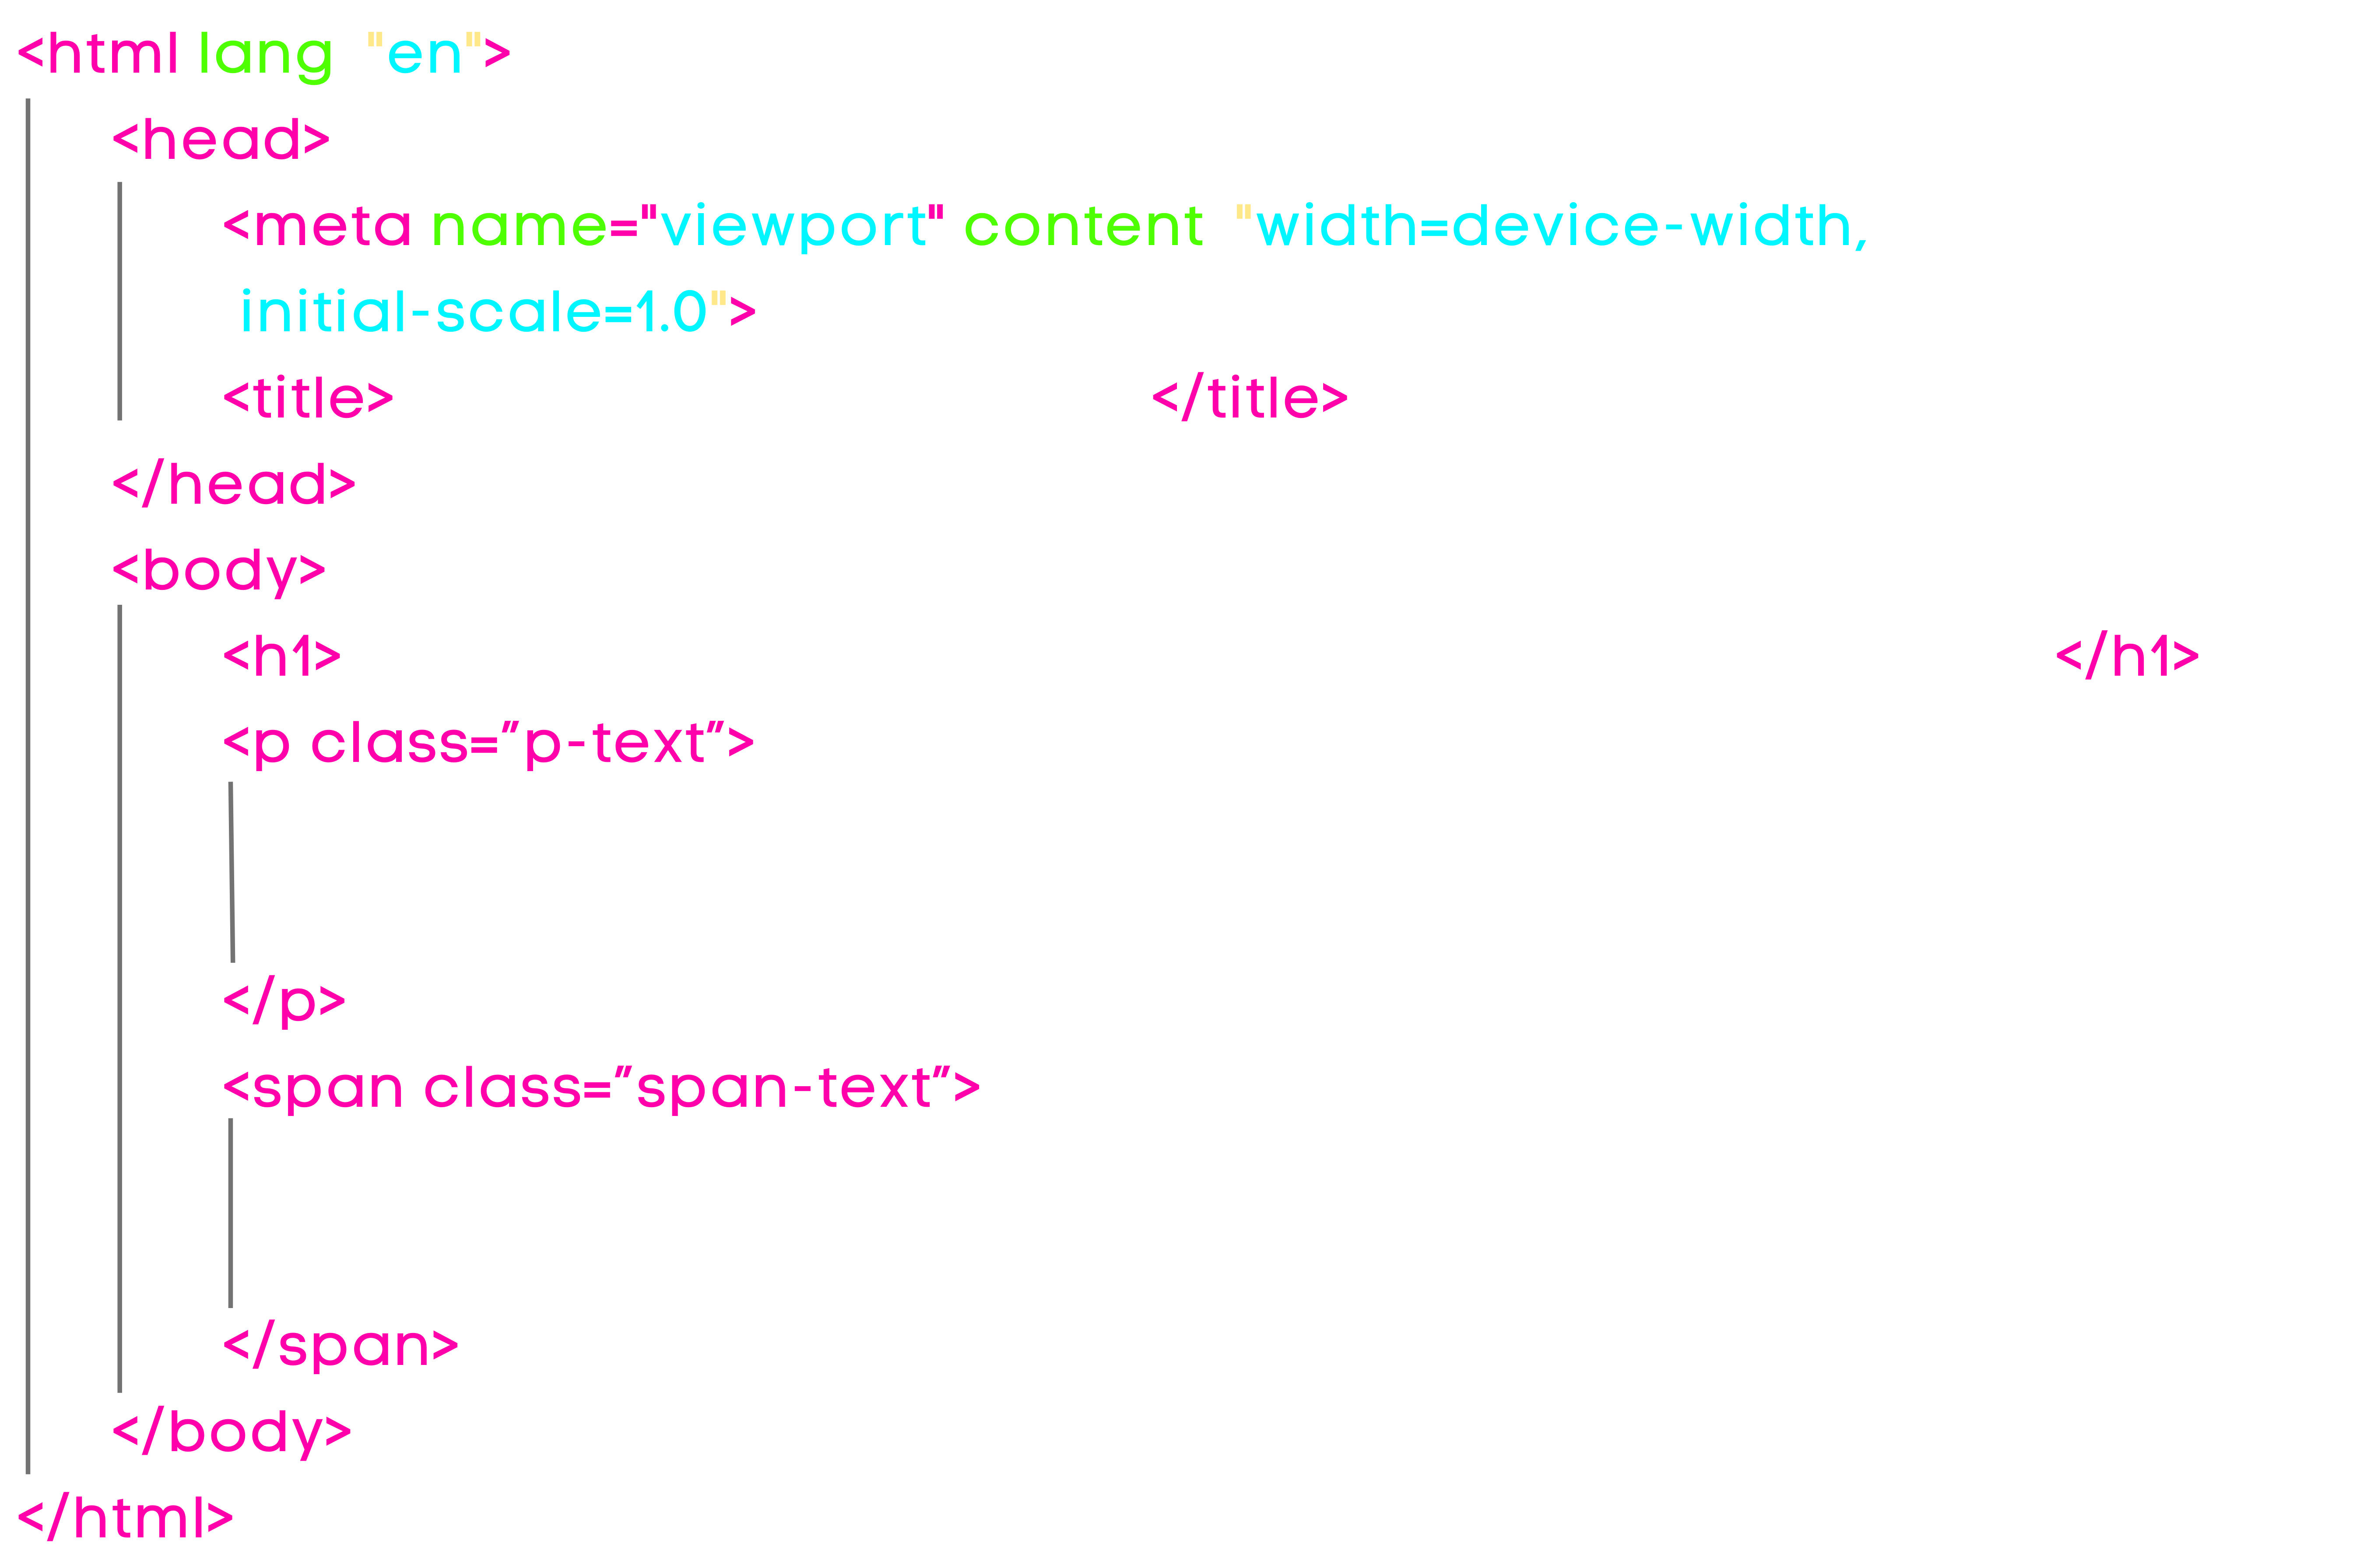 <html lang "en">
<head>
<meta name="viewport" content "width=device-width,
initial-scale=1.0">
<title> </title>
</head>
<body>
<h1> </h1>
<p class="p-text">
</p>
<span class="span-text">
</span>
</body>
</html>